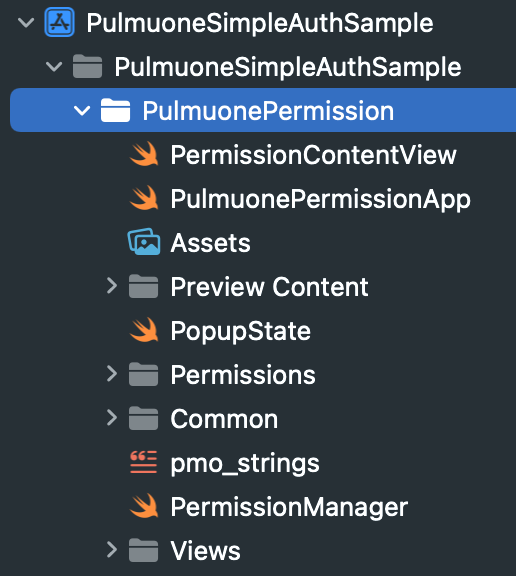 PulmuoneSimpleAuthSample
PulmuoneSimpleAuthSample
PulmuonePermission
PermissionContentView
PulmuonePermissionApp
Assets
Preview Content
PopupState
Permissions
Common
pmo_strings
PermissionManager
Views